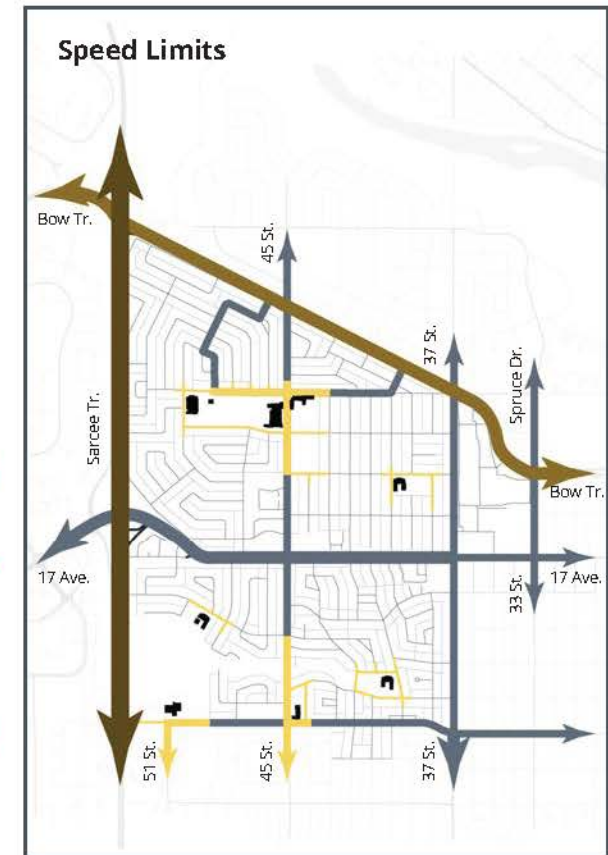 Speed Limits
Bow Tr.
45 St.
37 St.
Spruce Dr.
Sarcee Tr.
Bow Tr.
17 Ave.
17 Ave.
33 St.
51 St.
45 St.
37 St.